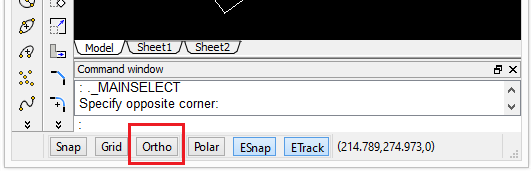 Model Sheet1 Sheet2
Command window
: ._MAINSELECT
Specify opposite corner:
:
Snap Grid Ortho Polar ESnap ETrack (214.789,274.973,0)